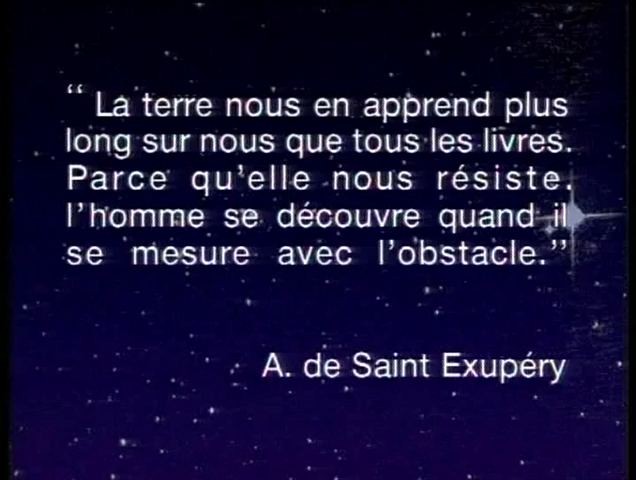 “ La terre nous en apprend plus
long sur nous que tous les livres.
Parce qu'elle nous résiste.
l'homme se découvre quand il
se mesure avec l'obstacle.”
A. de Saint Exupéry